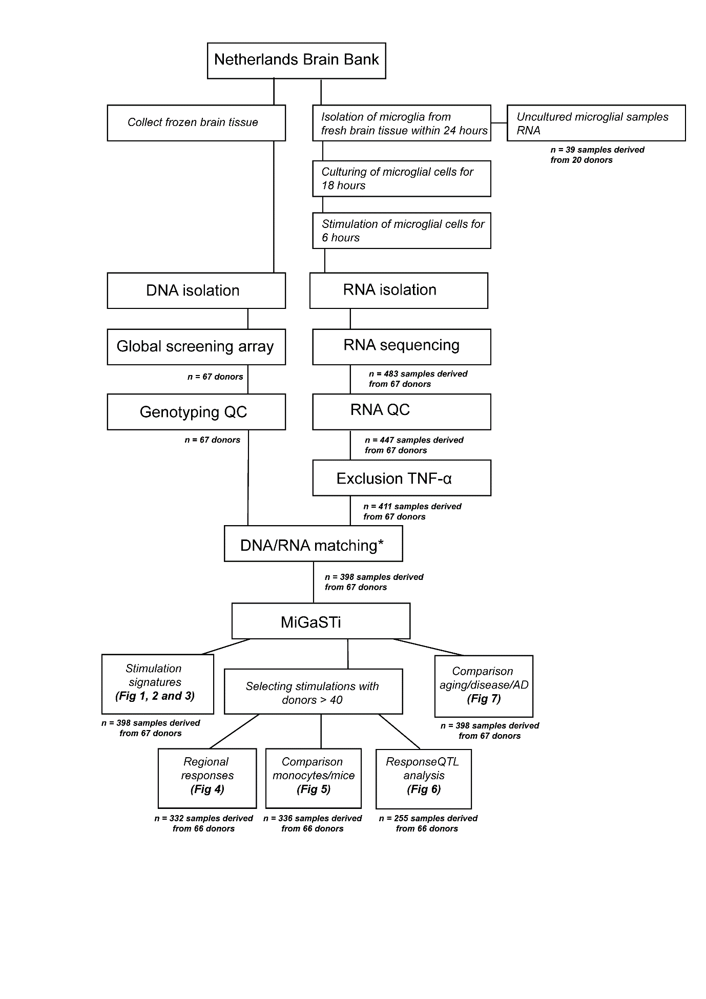 Netherlands Brain Bank
Collect frozen brain tissue
Isolation of microglia from
fresh brain tissue within 24 hours
Uncultured microglial samples
RNA
n = 39 samples derived
from 20 donors
Culturing of microglial cells for
18 hours
Stimulation of microglial cells for
6 hours
DNA isolation
RNA isolation
Global screening array
RNA sequencing
n = 67 donors
n = 483 samples derived
from 67 donors
Genotyping QC
RNA QC
n = 67 donors
n = 447 samples derived
from 67 donors
Exclusion TNF-α
n = 411 samples derived
from 67 donors
DNA/RNA matching*
n = 398 samples derived
from 67 donors
MiGaSTi
Stimulation
signatures
(Fig 1, 2 and 3)
n = 398 samples derived
from 67 donors
Selecting stimulations with
donors > 40
Comparison
aging/disease/AD
(Fig 7)
n = 398 samples derived
from 67 donors
Regional
responses
(Fig 4)
n = 332 samples derived
from 66 donors
Comparison
monocytes/mice
(Fig 5)
n = 336 samples derived
from 66 donors
ResponseQTL
analysis
(Fig 6)
n = 255 samples derived
from 66 donors